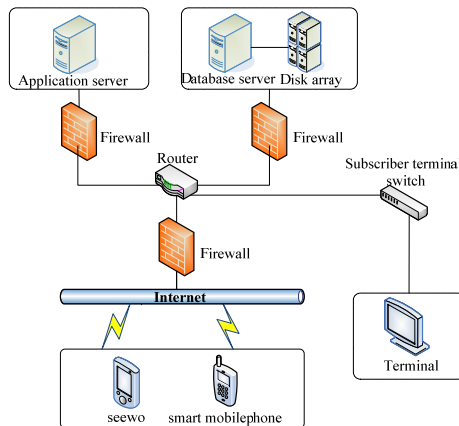 Application server
Database server
Disk array
Firewall
Firewall
Router
Subscriber termina
switch
Firewall
Internet
Terminal
seewo
smart mobilephone